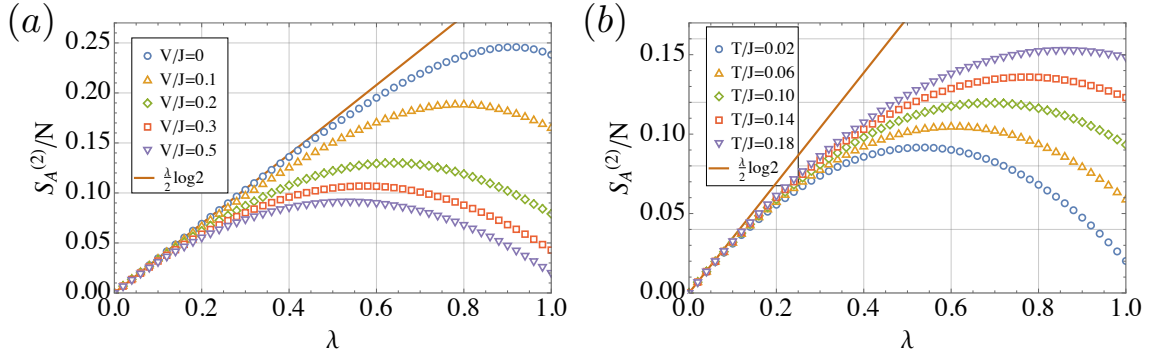 (a)
S_A^(2)/N
0.25
0.20
0.15
0.10
0.05
0.00
V/J=0
V/J=0.1
V/J=0.2
V/J=0.3
V/J=0.5
λ/2 log2
0.0 0.2 0.4 0.6 0.8 1.0
λ
(b)
S_A^(2)/N
0.15
0.10
0.05
0.00
T/J=0.02
T/J=0.06
T/J=0.10
T/J=0.14
T/J=0.18
λ/2 log2
0.0 0.2 0.4 0.6 0.8 1.0
λ